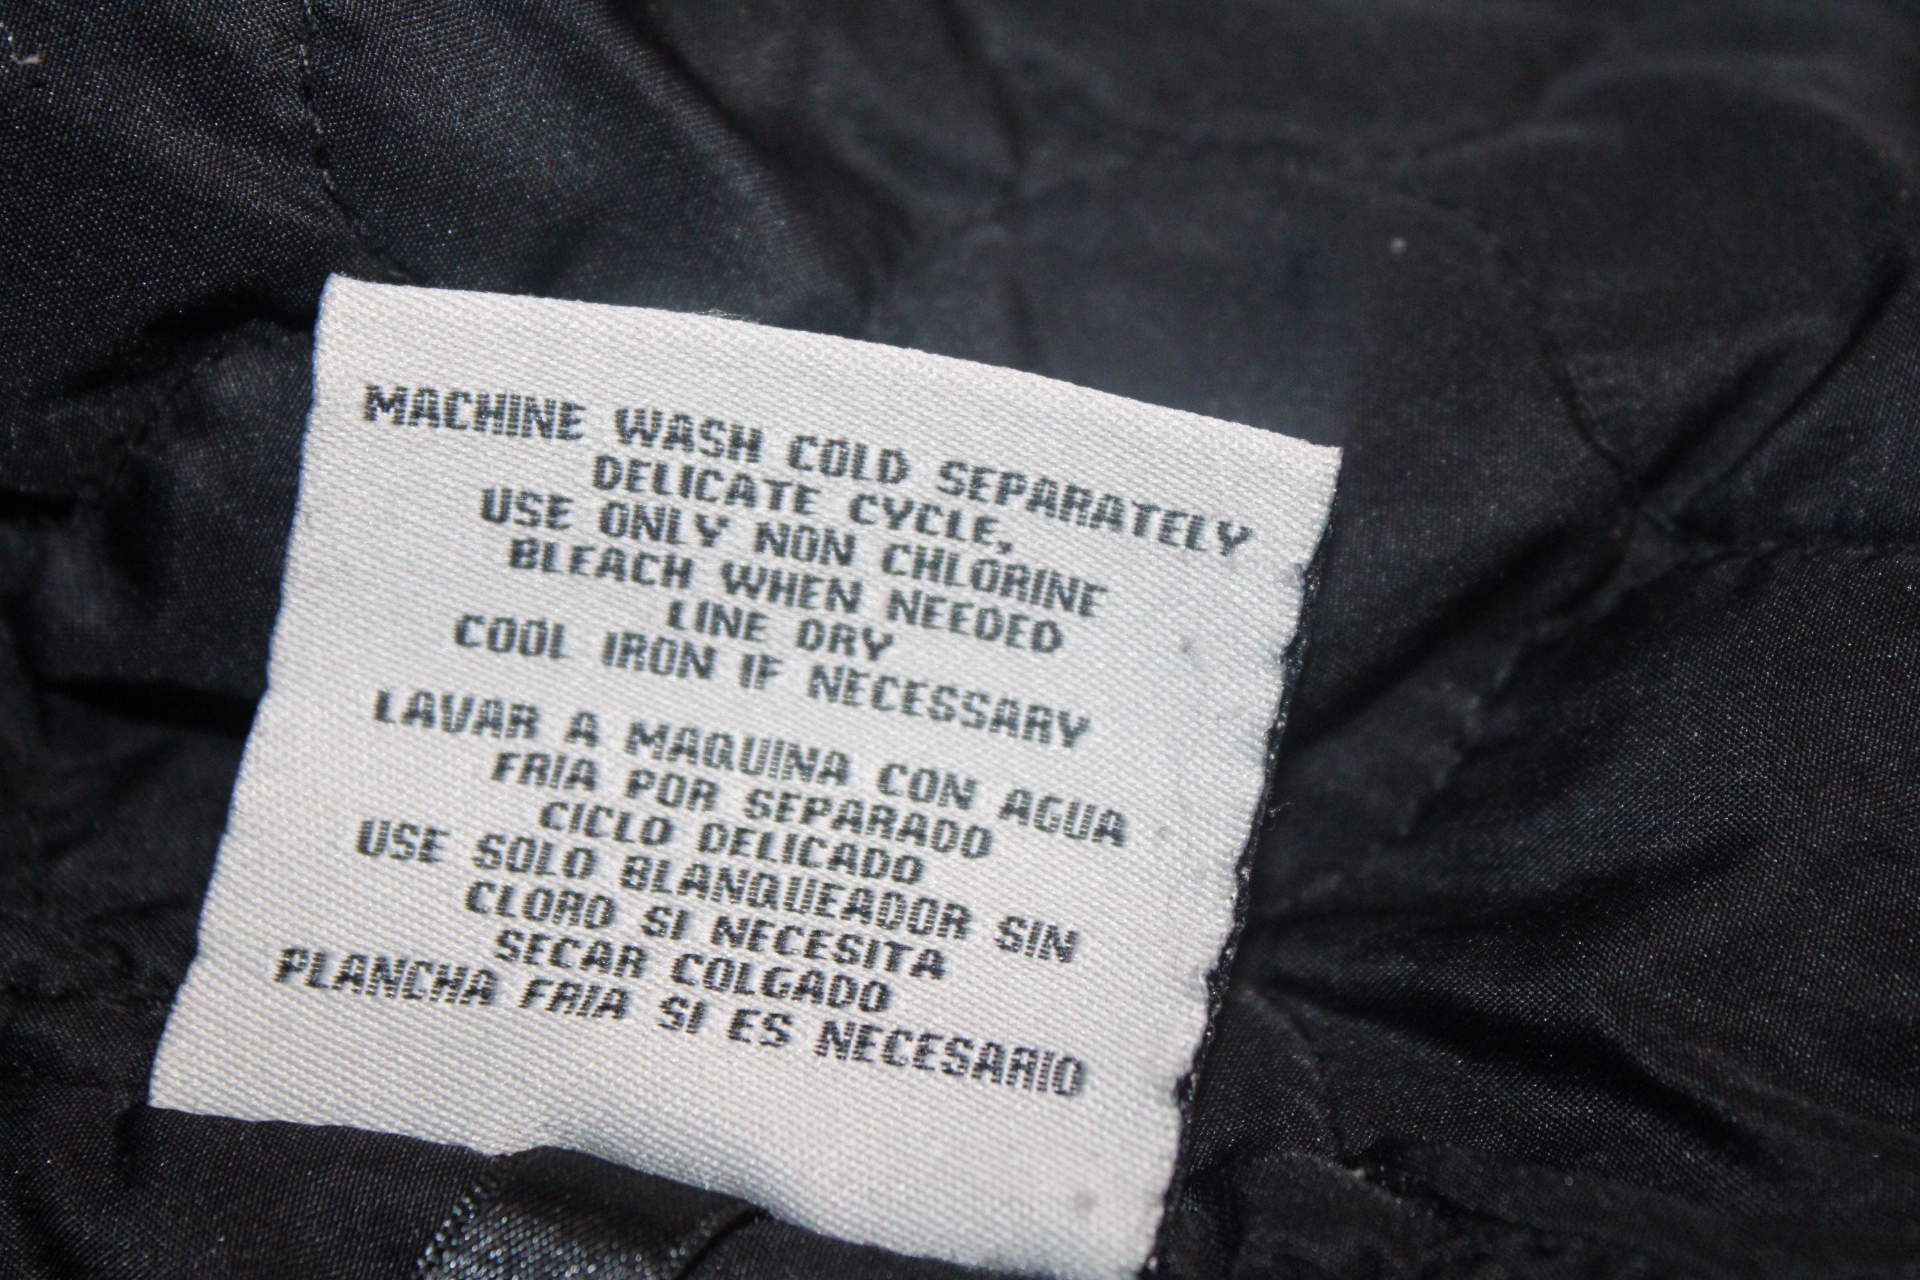 MACHINE WASH COLD SEPARATELY
DELICATE CYCLE,
USE ONLY NON CHLORINE
BLEACH WHEN NEEDED
LINE DRY
COOL IRON IF NECESSARY
LAVAR A MAQUINA CON AGUA
FRIA POR SEPARADO
CICLO DELICADO
USE SOLO BLANQUEADOR SIN
CLORO SI NECESITA
SECAR COLGADO
PLANCHA FRIA SI ES NECESARIO